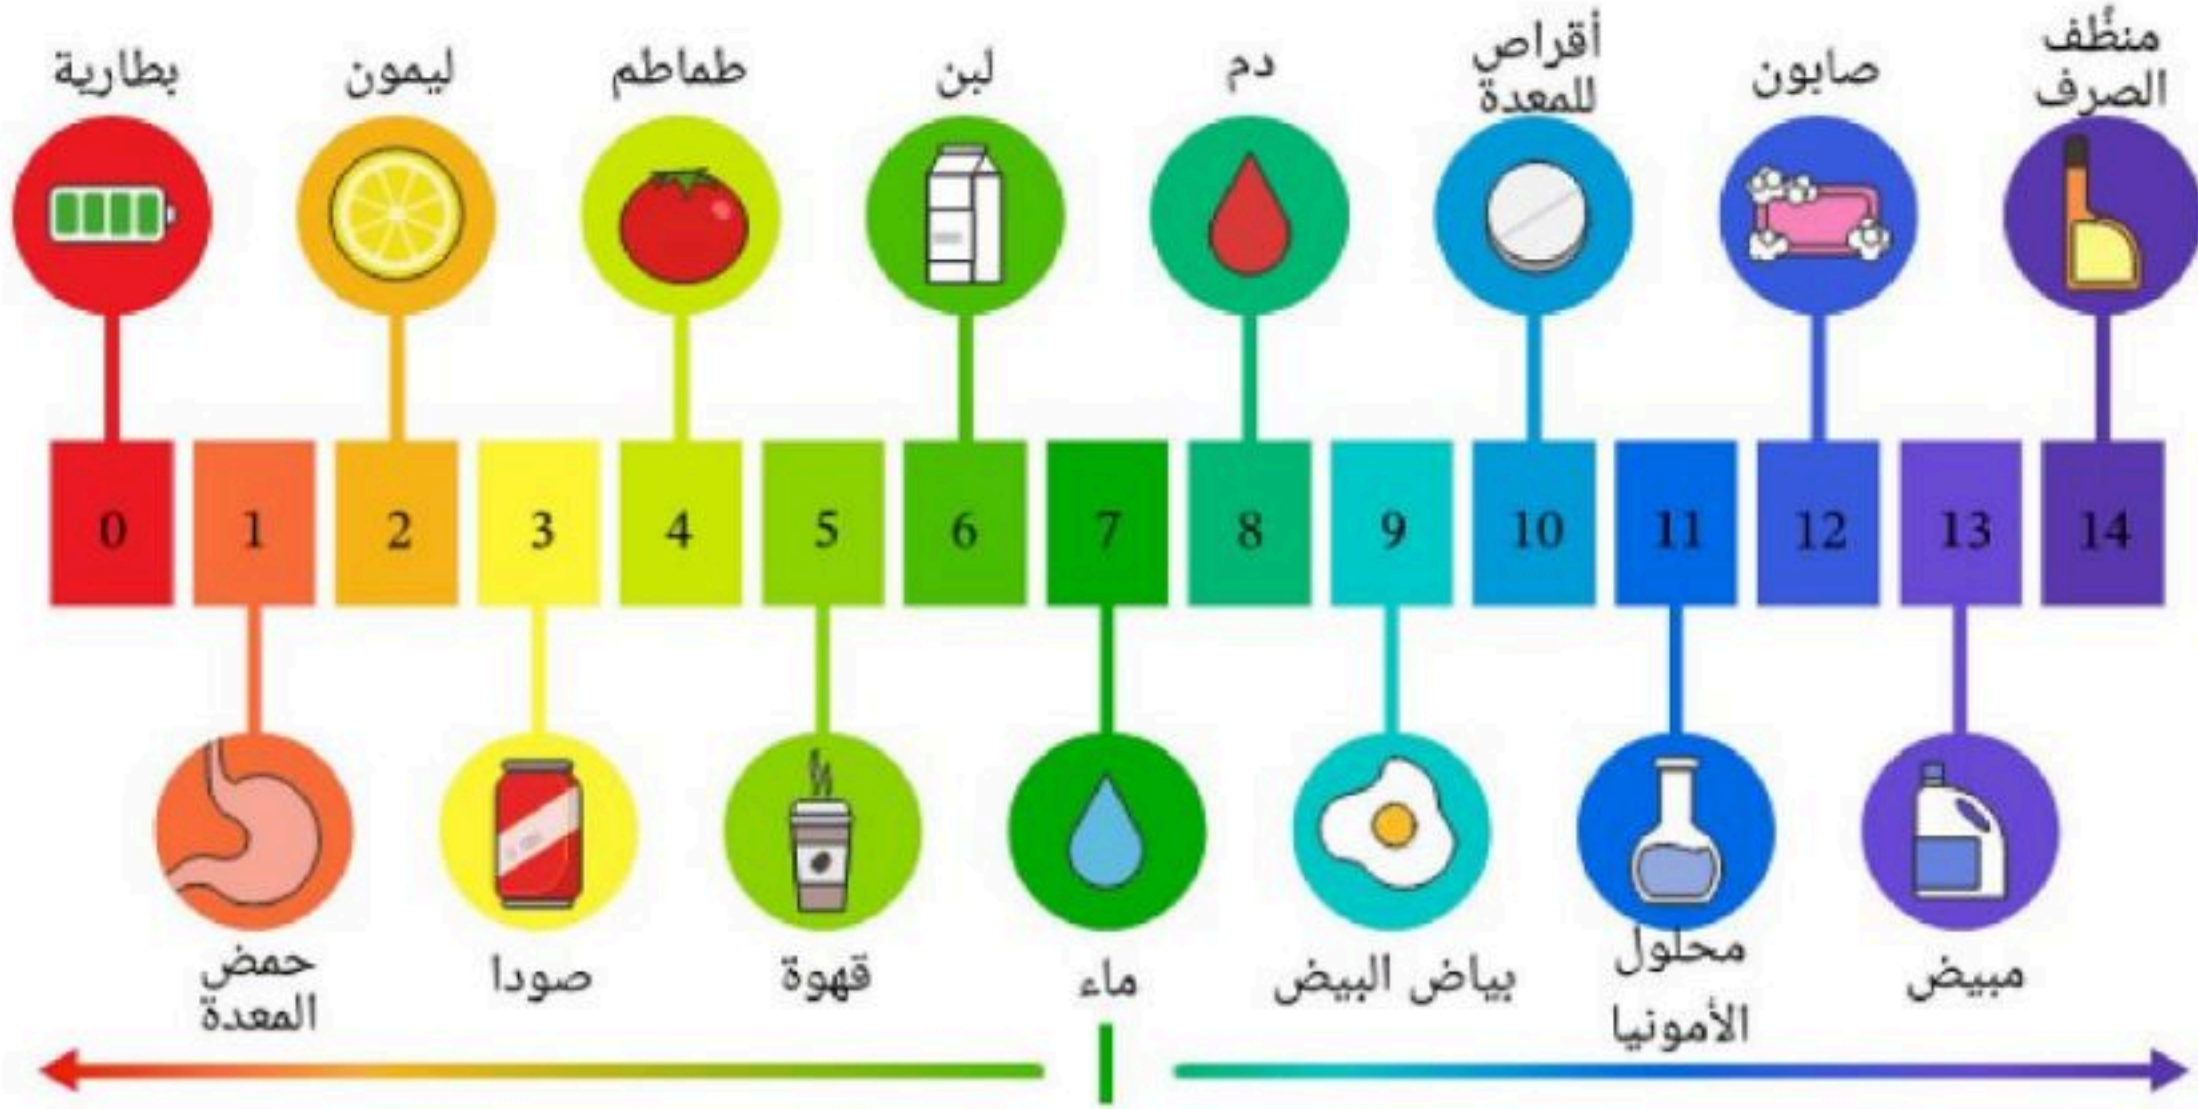 بطارية
ليمون
طماطم
لبن
دم
أقراص
للمعدة
صابون
منظِّف
الصرف
0 1 2 3 4 5 6 7 8 9 10 11 12 13 14
حمض
المعدة
صودا
قهوة
ماء
بياض البيض
محلول
الأمونيا
مبيض